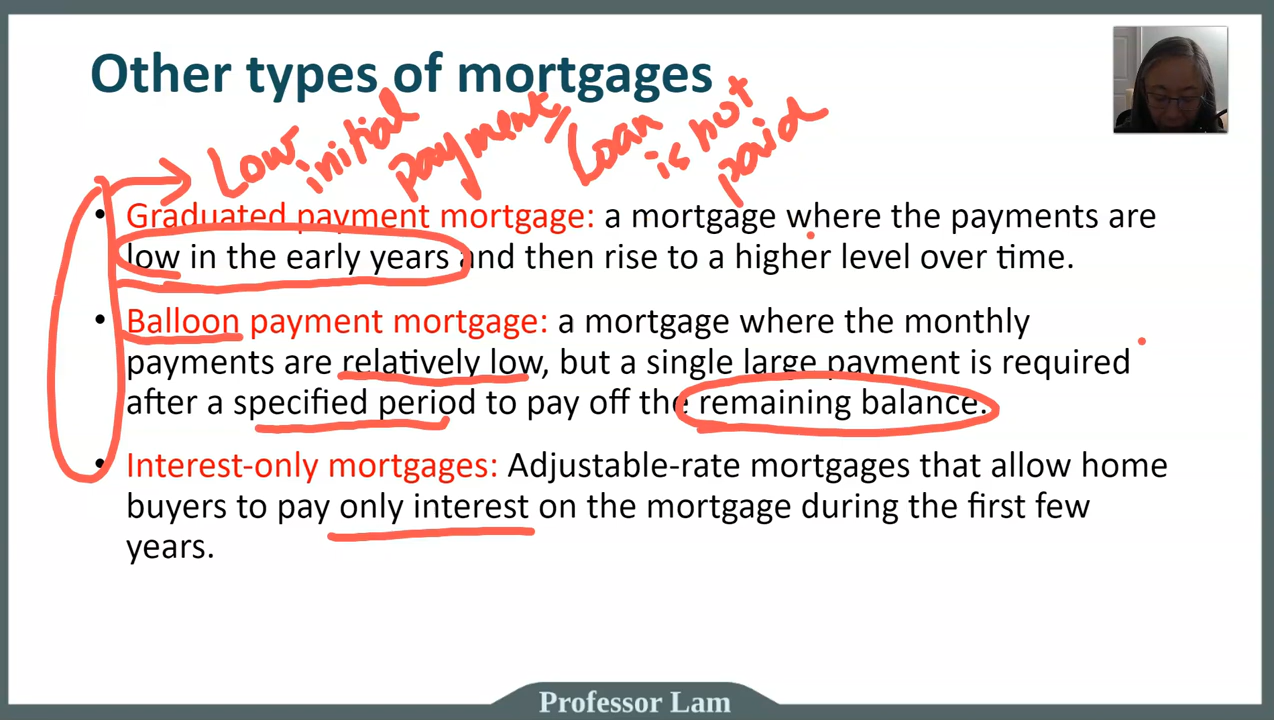 Other types of mortgages
Low initial payment / Loan is not paid
• Graduated payment mortgage: a mortgage where the payments are
low in the early years and then rise to a higher level over time.
• Balloon payment mortgage: a mortgage where the monthly
payments are relatively low, but a single large payment is required
after a specified period to pay off the remaining balance.
• Interest-only mortgages: Adjustable-rate mortgages that allow home
buyers to pay only interest on the mortgage during the first few
years.
Professor Lam